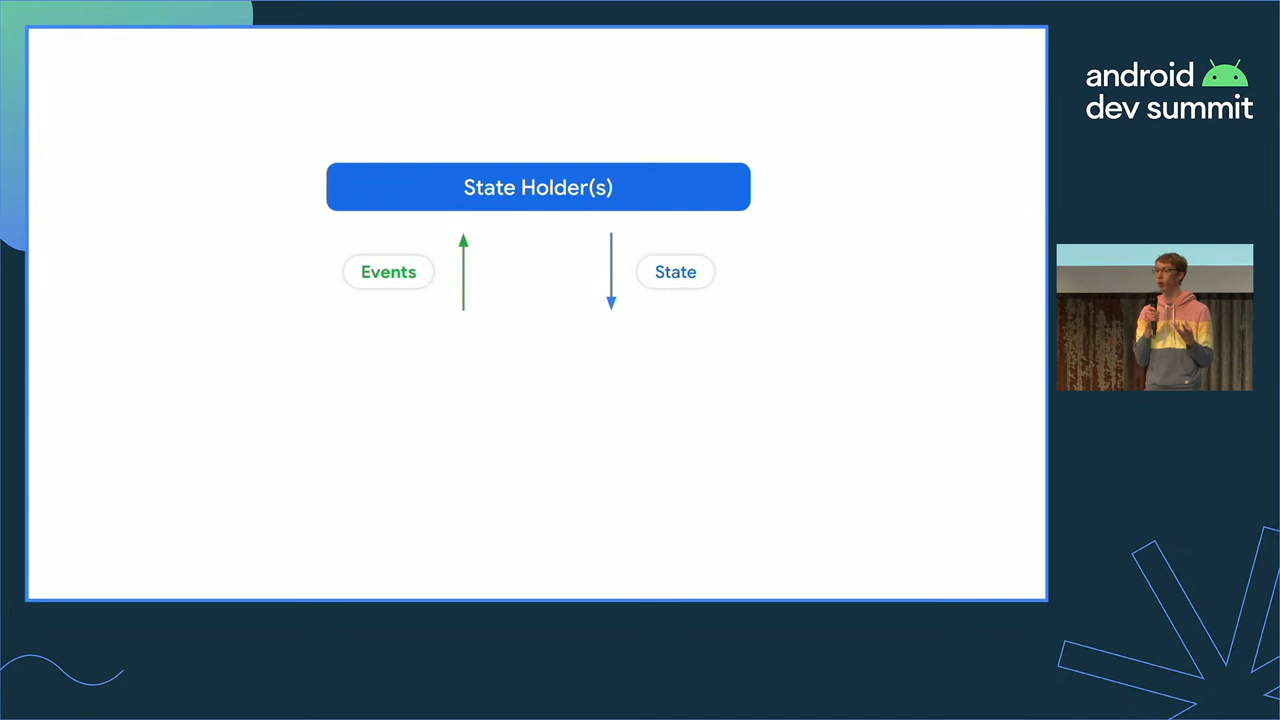 android
dev summit
State Holder(s)
Events
State